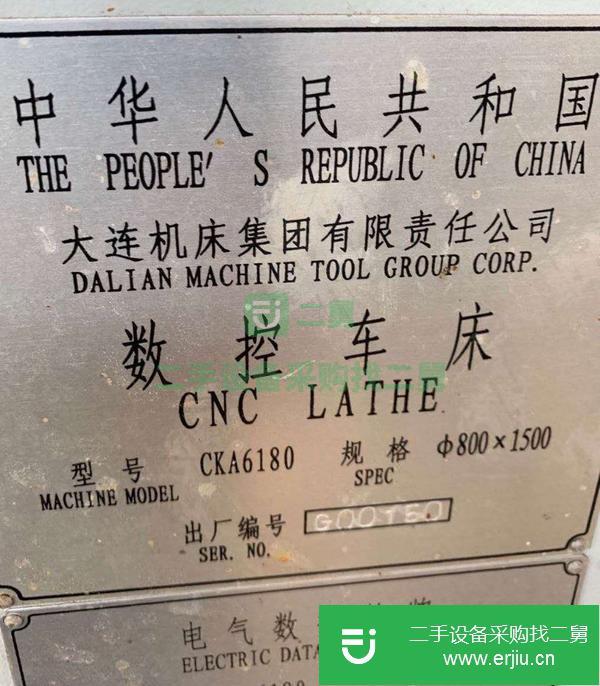 中华人民共和国
THE PEOPLE' S REPUBLIC OF CHINA
大连机床集团有限责任公司
DALIAN MACHINE TOOL GROUP CORP.
二舅
数控车床
二手设备采购找二舅
CNC LATHE
型号 CKA6180 规格 φ800×1500
MACHINE MODEL SPEC
出厂编号 G00150
SER. NO.
电气数
ELECTRIC DATA
二手设备采购找二舅
www.erjiu.cn